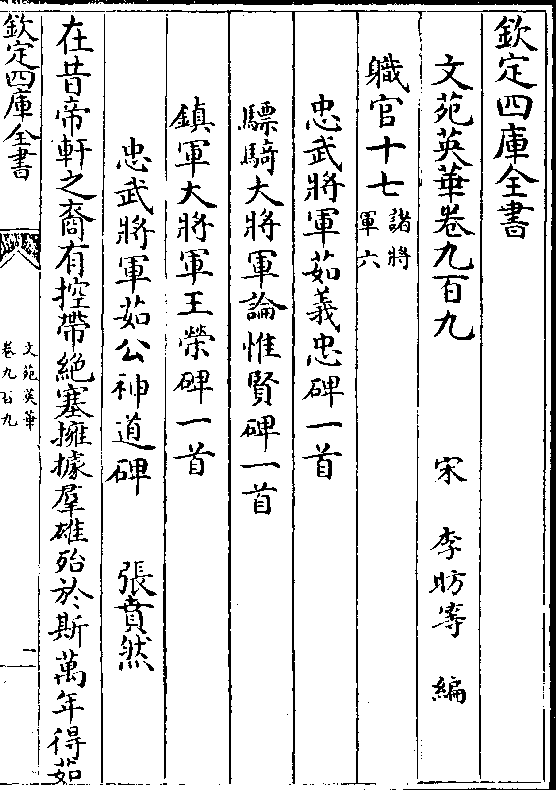 欽定四庫全書
文苑英華卷九百九
宋 李昉等 編
職官十七 諸將
軍六
忠武將軍茹義忠碑一首
驃騎大將軍論惟賢碑一首
鎮軍大將軍王榮碑一首
忠武將軍茹公神道碑 張賁然
在昔帝軒之裔有控帶絶塞擁據羣雄殆於斯萬年得茹
欽定四庫全書
文苑英華
卷九百九
一